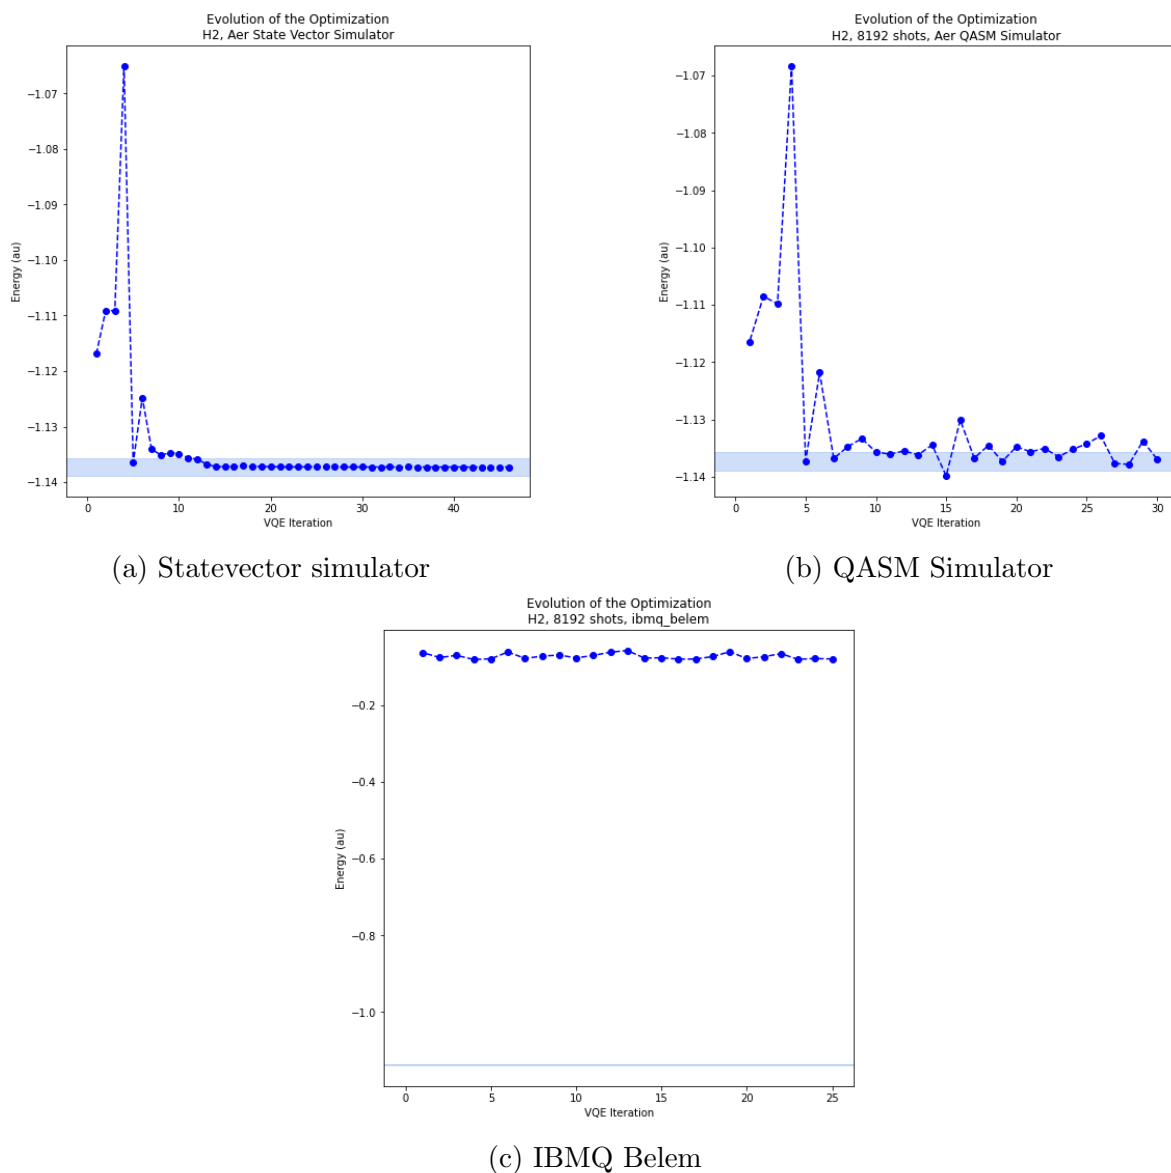 Evolution of the Optimization
H2, Aer State Vector Simulator
−1.07
−1.08
−1.09
−1.10
−1.11
−1.12
−1.13
−1.14
Energy (au)
0 10 20 30 40
VQE Iteration
(a) Statevector simulator
Evolution of the Optimization
H2, 8192 shots, Aer QASM Simulator
−1.07
−1.08
−1.09
−1.10
−1.11
−1.12
−1.13
−1.14
Energy (au)
0 5 10 15 20 25 30
VQE Iteration
(b) QASM Simulator
Evolution of the Optimization
H2, 8192 shots, ibmq_belem
−0.2
−0.4
−0.6
−0.8
−1.0
Energy (au)
0 5 10 15 20 25
VQE Iteration
(c) IBMQ Belem